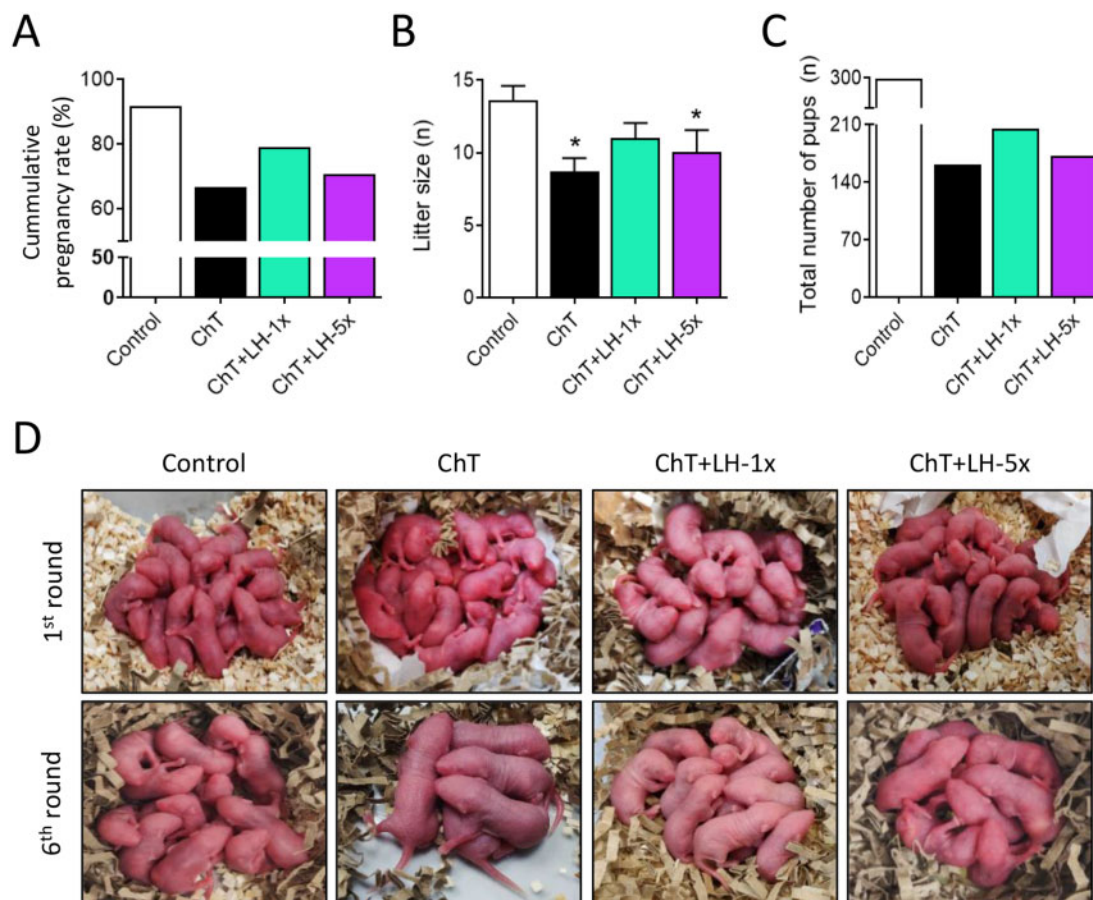 A
Cummulative
pregnancy rate (%)
100
80
60
50
0
Control
ChT
ChT+LH-1x
ChT+LH-5x
B
Litter size (n)
15
10
5
0
*
*
Control
ChT
ChT+LH-1x
ChT+LH-5x
C
Total number of pups (n)
300
210
140
70
0
Control
ChT
ChT+LH-1x
ChT+LH-5x
D
Control ChT ChT+LH-1x ChT+LH-5x
1st round
6th round